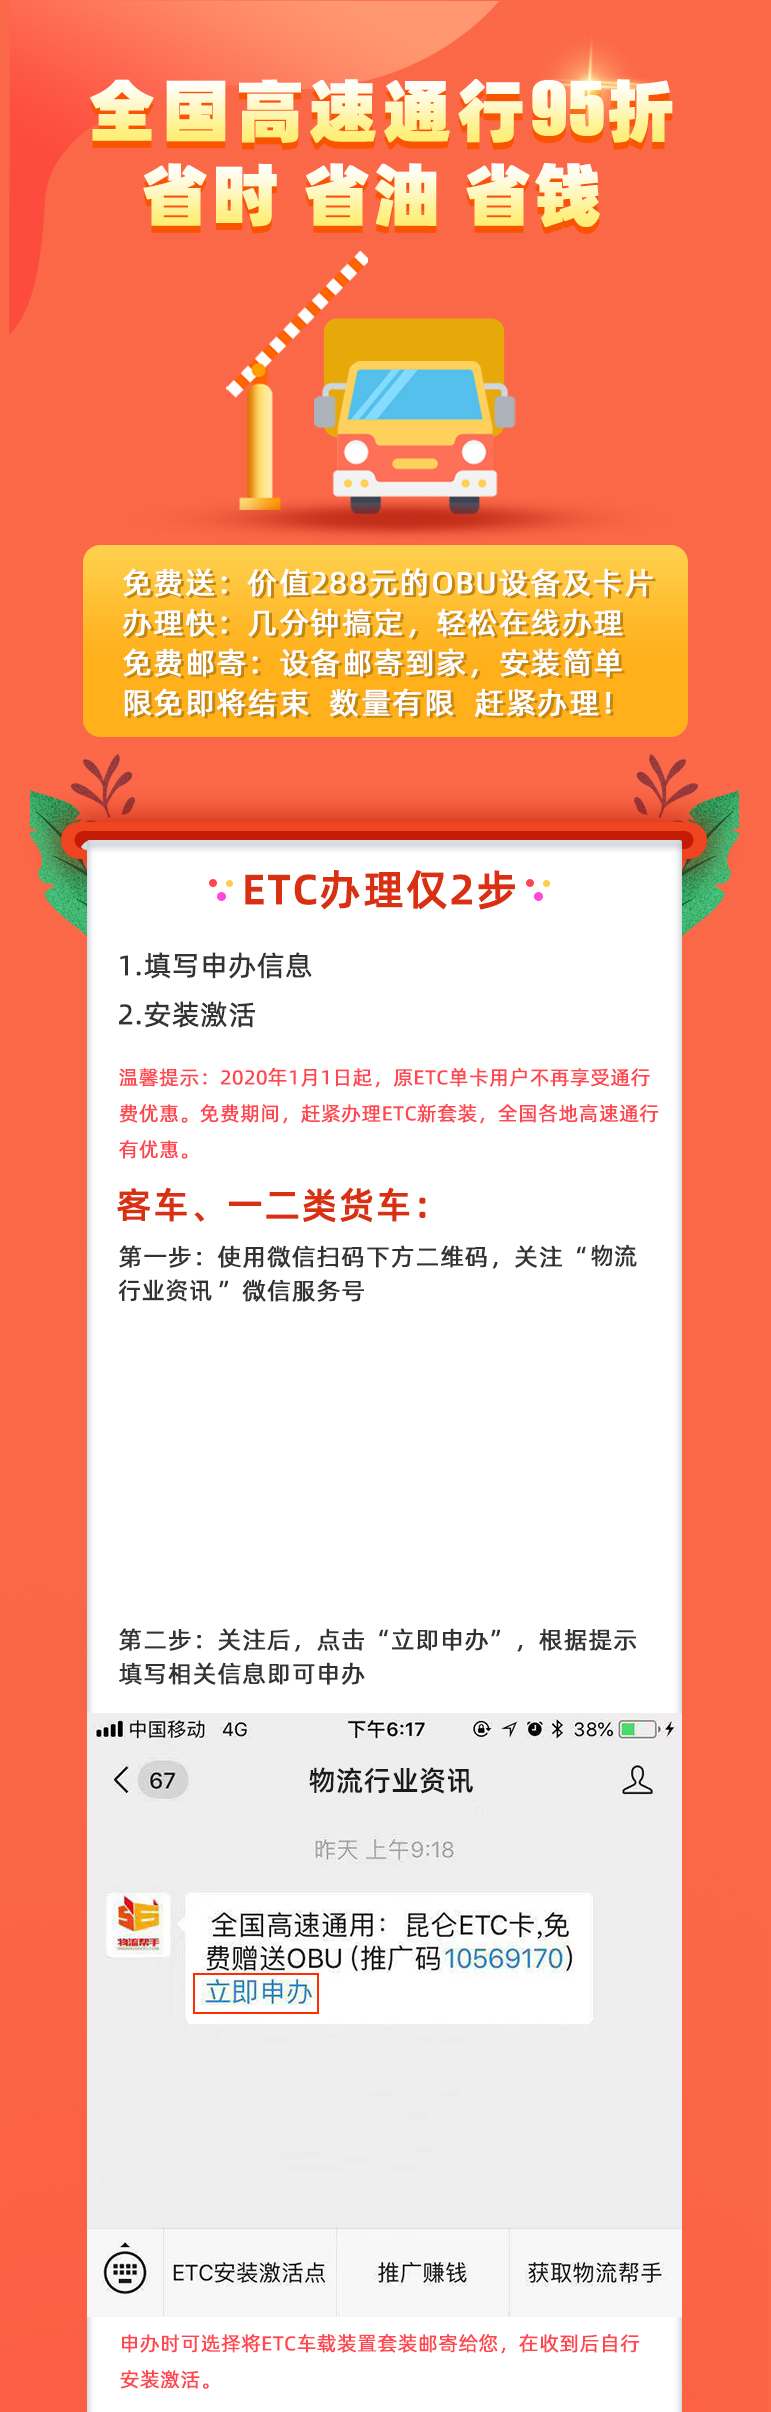 全国高速通行95折
省时 省油 省钱
免费送：价值288元的OBU设备及卡片
办理快：几分钟搞定，轻松在线办理
免费邮寄：设备邮寄到家，安装简单
限免即将结束 数量有限 赶紧办理！
ETC办理仅2步
1.填写申办信息
2.安装激活
温馨提示：2020年1月1日起，原ETC单卡用户不再享受通行
费优惠。免费期间，赶紧办理ETC新套装，全国各地高速通行
有优惠。
客车、一二类货车：
第一步：使用微信扫码下方二维码，关注“物流
行业资讯”微信服务号
第二步：关注后，点击“立即申办”，根据提示
填写相关信息即可申办
中国移动 4G 下午6:17 38%
67 物流行业资讯
昨天 上午9:18
物流帮手
全国高速通用：昆仑ETC卡,免
费赠送OBU (推广码10569170)
立即申办
ETC安装激活点 推广赚钱 获取物流帮手
申办时可选择将ETC车载装置套装邮寄给您，在收到后自行
安装激活。